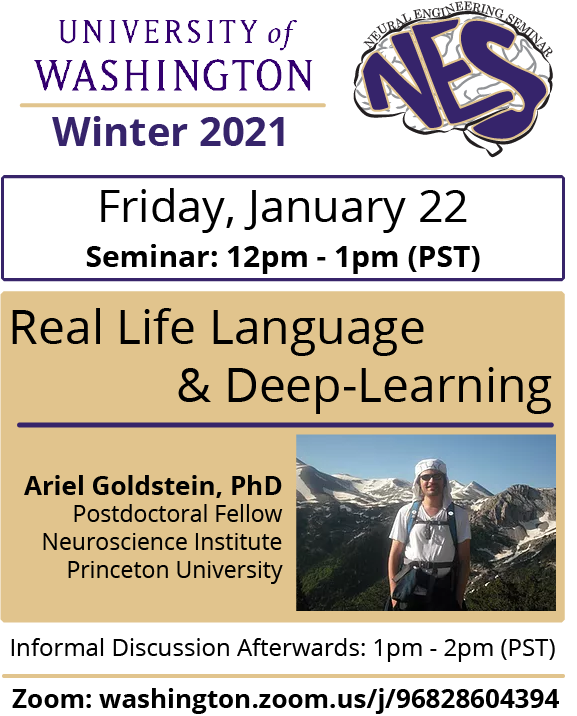 UNIVERSITY of
WASHINGTON
Winter 2021
NEURAL ENGINEERING SEMINAR
NES
Friday, January 22
Seminar: 12pm - 1pm (PST)
Real Life Language
& Deep-Learning
Ariel Goldstein, PhD
Postdoctoral Fellow
Neuroscience Institute
Princeton University
Informal Discussion Afterwards: 1pm - 2pm (PST)
Zoom: washington.zoom.us/j/96828604394